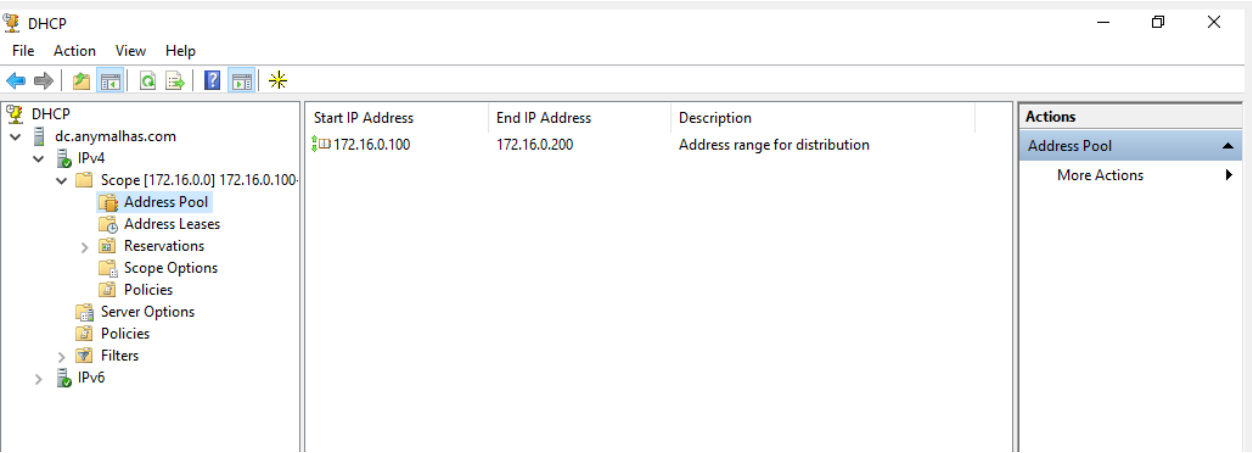 DHCP
File Action View Help
DHCP
dc.anymalhas.com
IPv4
Scope [172.16.0.0] 172.16.0.100-
Address Pool
Address Leases
Reservations
Scope Options
Policies
Server Options
Policies
Filters
IPv6
Start IP Address End IP Address Description
172.16.0.100 172.16.0.200 Address range for distribution
Actions
Address Pool
More Actions